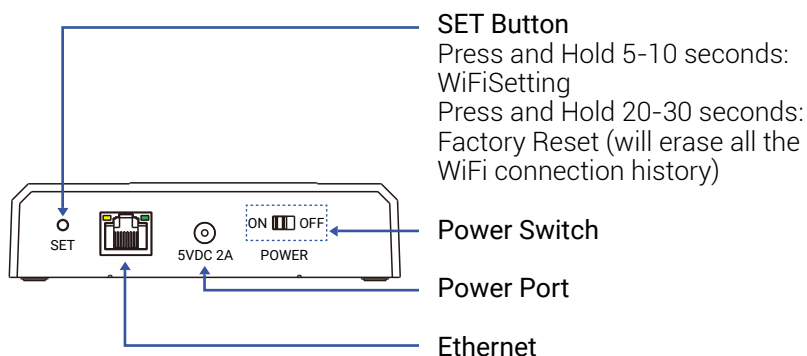 SET Button
Press and Hold 5-10 seconds:
WiFiSetting
Press and Hold 20-30 seconds:
Factory Reset (will erase all the
WiFi connection history)
ON OFF
SET
5VDC 2A
POWER
Power Switch
Power Port
Ethernet